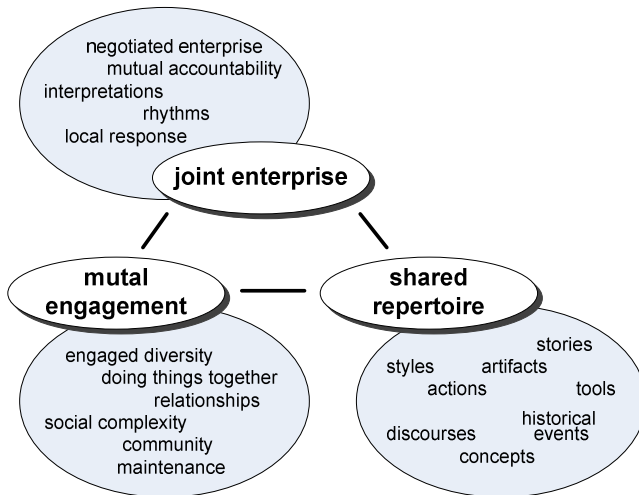 negotiated enterprise
mutual accountability
interpretations
rhythms
local response
joint enterprise
mutal
engagement
engaged diversity
doing things together
relationships
social complexity
community
maintenance
shared
repertoire
stories
styles artifacts
actions tools
historical
discourses events
concepts